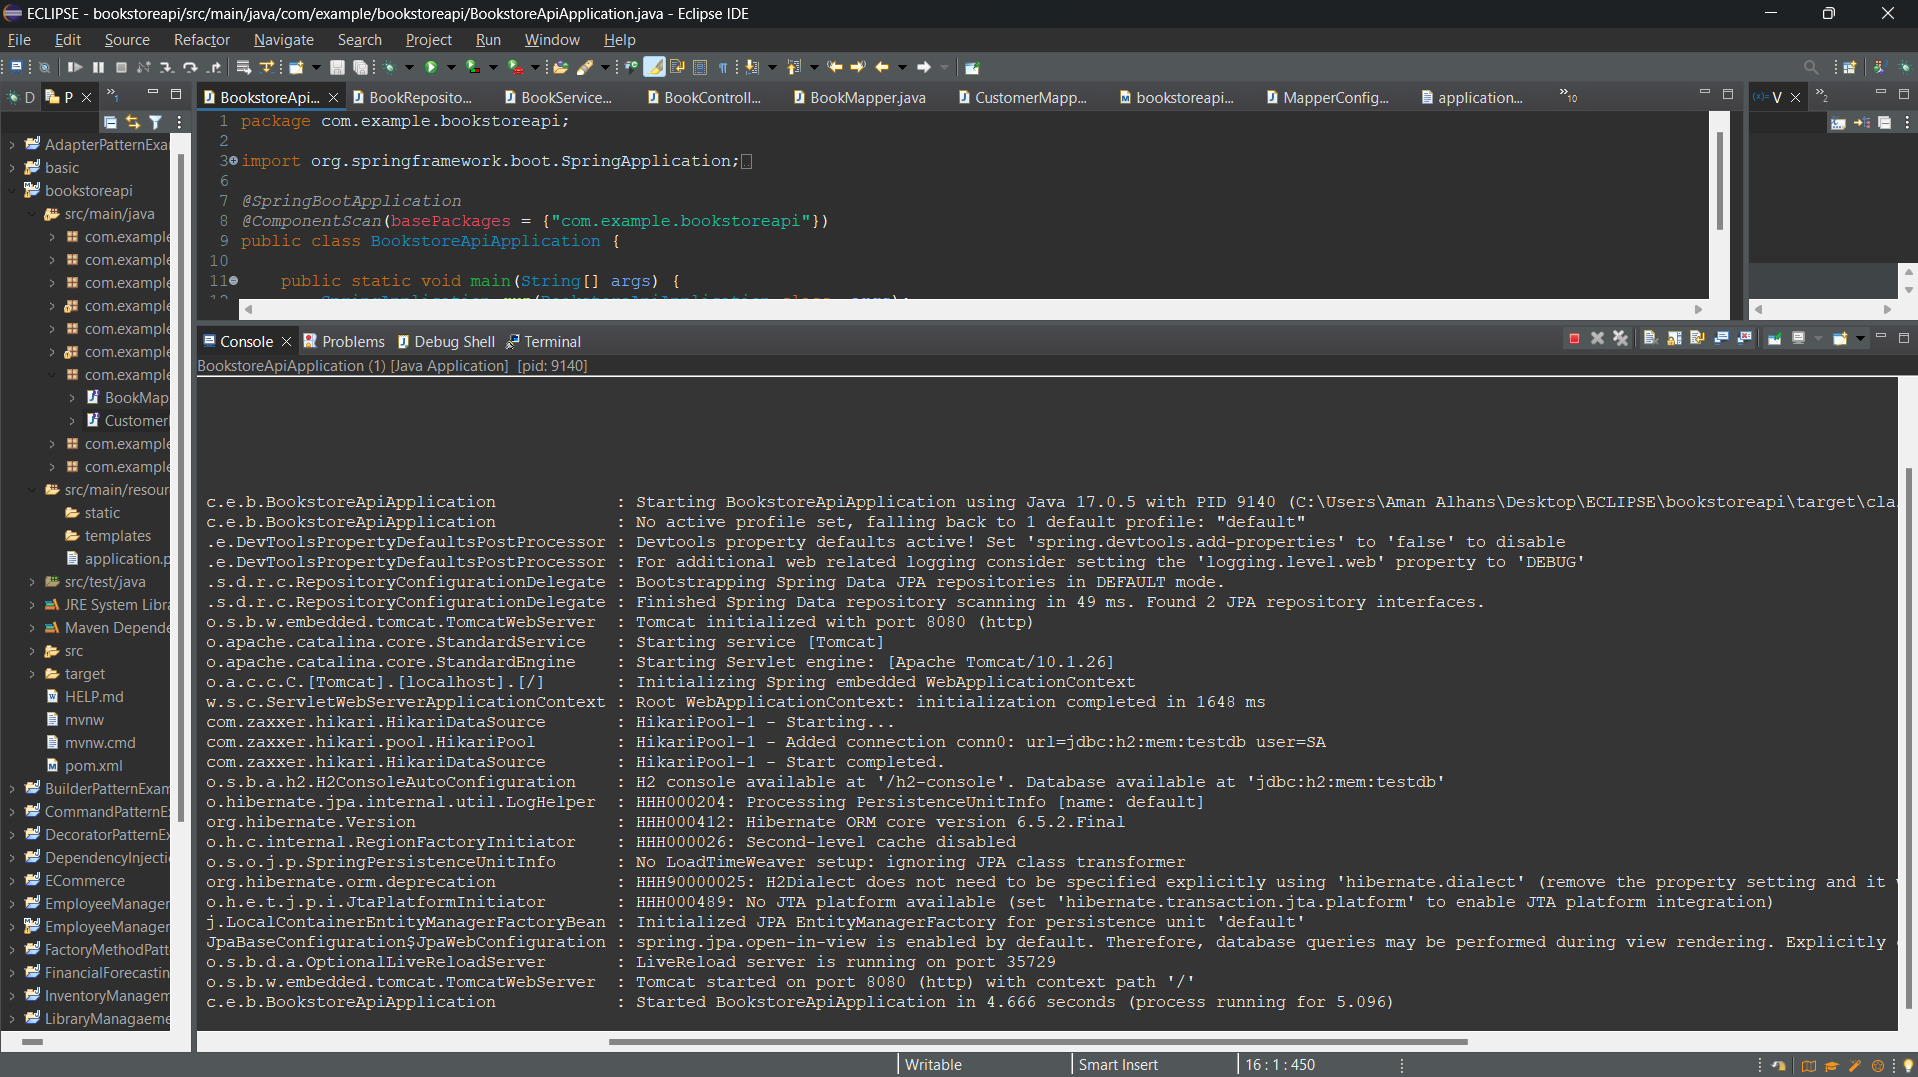 ECLIPSE - bookstoreapi/src/main/java/com/example/bookstoreapi/BookstoreApiApplication.java - Eclipse IDE
File Edit Source Refactor Navigate Search Project Run Window Help
D P »1
BookstoreApi... BookReposito... BookService... BookControll... BookMapper.java CustomerMapp... bookstoreapi... MapperConfig... application... »10
(x)= V »2
AdapterPatternExa
basic
bookstoreapi
src/main/java
com.example
com.example
com.example
com.example
com.example
com.example
com.example
BookMap
Customer
com.example
com.example
src/main/resour
static
templates
application.p
src/test/java
JRE System Libra
Maven Depende
src
target
HELP.md
mvnw
mvnw.cmd
pom.xml
BuilderPatternExam
CommandPatternEx
DecoratorPatternEx
DependencyInjecti
ECommerce
EmployeeManager
EmployeeManager
FactoryMethodPatt
FinancialForecastin
InventoryManagem
LibraryManagaeme
1 package com.example.bookstoreapi;
2
3 import org.springframework.boot.SpringApplication;
6
7 @SpringBootApplication
8 @ComponentScan(basePackages = {"com.example.bookstoreapi"})
9 public class BookstoreApiApplication {
10
11 public static void main(String[] args) {
12 SpringApplication.run(BookstoreApiApplication.class, args);
Console Problems Debug Shell Terminal
BookstoreApiApplication (1) [Java Application] [pid: 9140]
c.e.b.BookstoreApiApplication : Starting BookstoreApiApplication using Java 17.0.5 with PID 9140 (C:\Users\Aman Alhans\Desktop\ECLIPSE\bookstoreapi\target\cla
c.e.b.BookstoreApiApplication : No active profile set, falling back to 1 default profile: "default"
.e.DevToolsPropertyDefaultsPostProcessor : Devtools property defaults active! Set 'spring.devtools.add-properties' to 'false' to disable
.e.DevToolsPropertyDefaultsPostProcessor : For additional web related logging consider setting the 'logging.level.web' property to 'DEBUG'
.s.d.r.c.RepositoryConfigurationDelegate : Bootstrapping Spring Data JPA repositories in DEFAULT mode.
.s.d.r.c.RepositoryConfigurationDelegate : Finished Spring Data repository scanning in 49 ms. Found 2 JPA repository interfaces.
o.s.b.w.embedded.tomcat.TomcatWebServer : Tomcat initialized with port 8080 (http)
o.apache.catalina.core.StandardService : Starting service [Tomcat]
o.apache.catalina.core.StandardEngine : Starting Servlet engine: [Apache Tomcat/10.1.26]
o.a.c.c.C.[Tomcat].[localhost].[/] : Initializing Spring embedded WebApplicationContext
w.s.c.ServletWebServerApplicationContext : Root WebApplicationContext: initialization completed in 1648 ms
com.zaxxer.hikari.HikariDataSource : HikariPool-1 - Starting...
com.zaxxer.hikari.pool.HikariPool : HikariPool-1 - Added connection conn0: url=jdbc:h2:mem:testdb user=SA
com.zaxxer.hikari.HikariDataSource : HikariPool-1 - Start completed.
o.s.b.a.h2.H2ConsoleAutoConfiguration : H2 console available at '/h2-console'. Database available at 'jdbc:h2:mem:testdb'
o.hibernate.jpa.internal.util.LogHelper : HHH000204: Processing PersistenceUnitInfo [name: default]
org.hibernate.Version : HHH000412: Hibernate ORM core version 6.5.2.Final
o.h.c.internal.RegionFactoryInitiator : HHH000026: Second-level cache disabled
o.s.o.j.p.SpringPersistenceUnitInfo : No LoadTimeWeaver setup: ignoring JPA class transformer
org.hibernate.orm.deprecation : HHH90000025: H2Dialect does not need to be specified explicitly using 'hibernate.dialect' (remove the property setting and it
o.h.e.t.j.p.i.JtaPlatformInitiator : HHH000489: No JTA platform available (set 'hibernate.transaction.jta.platform' to enable JTA platform integration)
j.LocalContainerEntityManagerFactoryBean : Initialized JPA EntityManagerFactory for persistence unit 'default'
JpaBaseConfiguration$JpaWebConfiguration : spring.jpa.open-in-view is enabled by default. Therefore, database queries may be performed during view rendering. Explicitly
o.s.b.d.a.OptionalLiveReloadServer : LiveReload server is running on port 35729
o.s.b.w.embedded.tomcat.TomcatWebServer : Tomcat started on port 8080 (http) with context path '/'
c.e.b.BookstoreApiApplication : Started BookstoreApiApplication in 4.666 seconds (process running for 5.096)
Writable Smart Insert 16 : 1 : 450